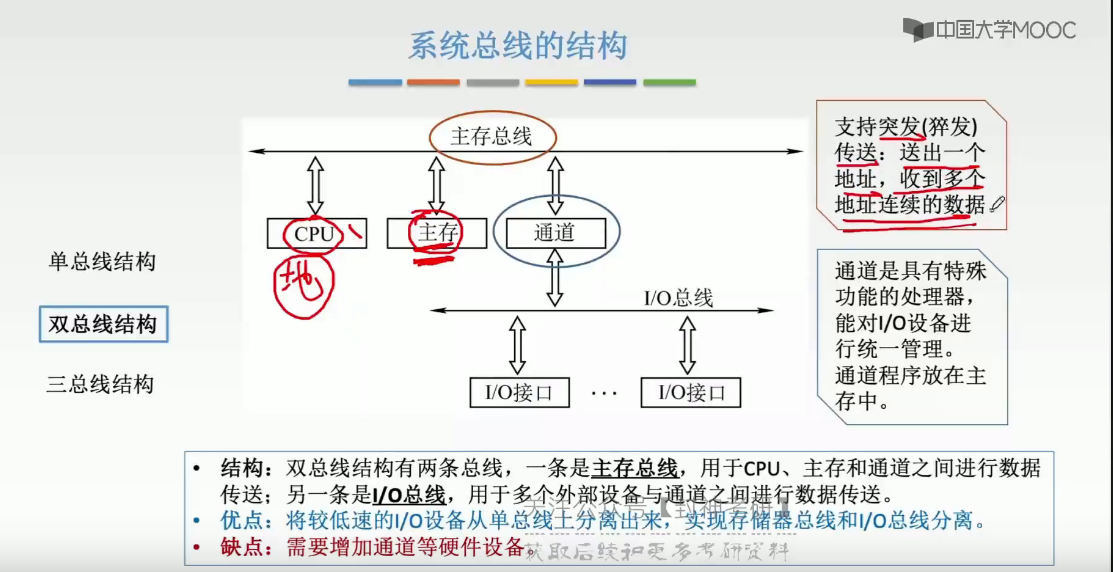 系统总线的结构
中国大学MOOC
主存总线
支持突发(猝发)
传送：送出一个
地址，收到多个
地址连续的数据
CPU
主存
通道
地
单总线结构
双总线结构
三总线结构
I/O总线
通道是具有特殊
功能的处理器，
能对I/O设备进
行统一管理。
通道程序放在主
存中。
I/O接口
...
I/O接口
• 结构：双总线结构有两条总线，一条是主存总线，用于CPU、主存和通道之间进行数据
传送；另一条是I/O总线，用于多个外部设备与通道之间进行数据传送。
• 优点：将较低速的I/O设备从单总线上分离出来，实现存储器总线和I/O总线分离。
• 缺点：需要增加通道等硬件设备。
获取后续和更多考研资料